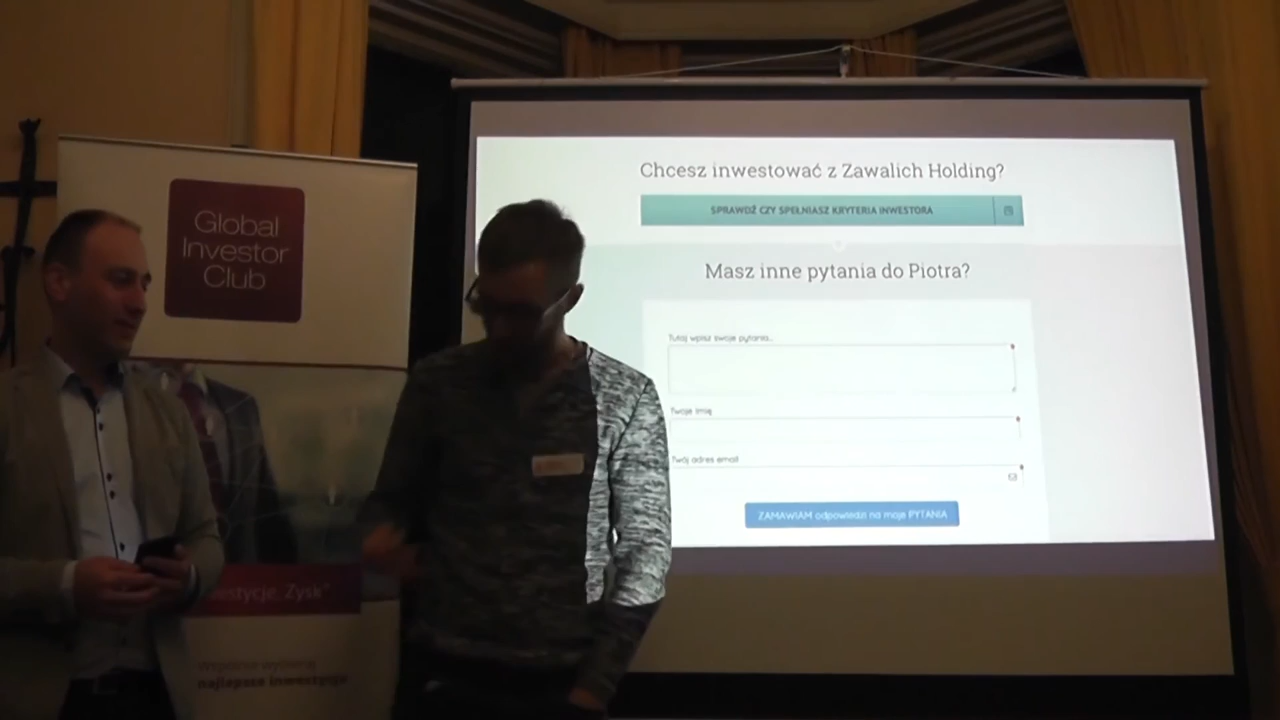 Global
Investor
Club
Chcesz inwestować z Zawalich Holding?
SPRAWDŹ CZY SPEŁNIASZ KRYTERIA INWESTORA
Masz inne pytania do Piotra?
Tutaj wpisz swoje pytania...
Twoje imię
Twój adres email
ZAMAWIAM odpowiedzi na moje PYTANIA
Zysk"
najlepsze inwestycje